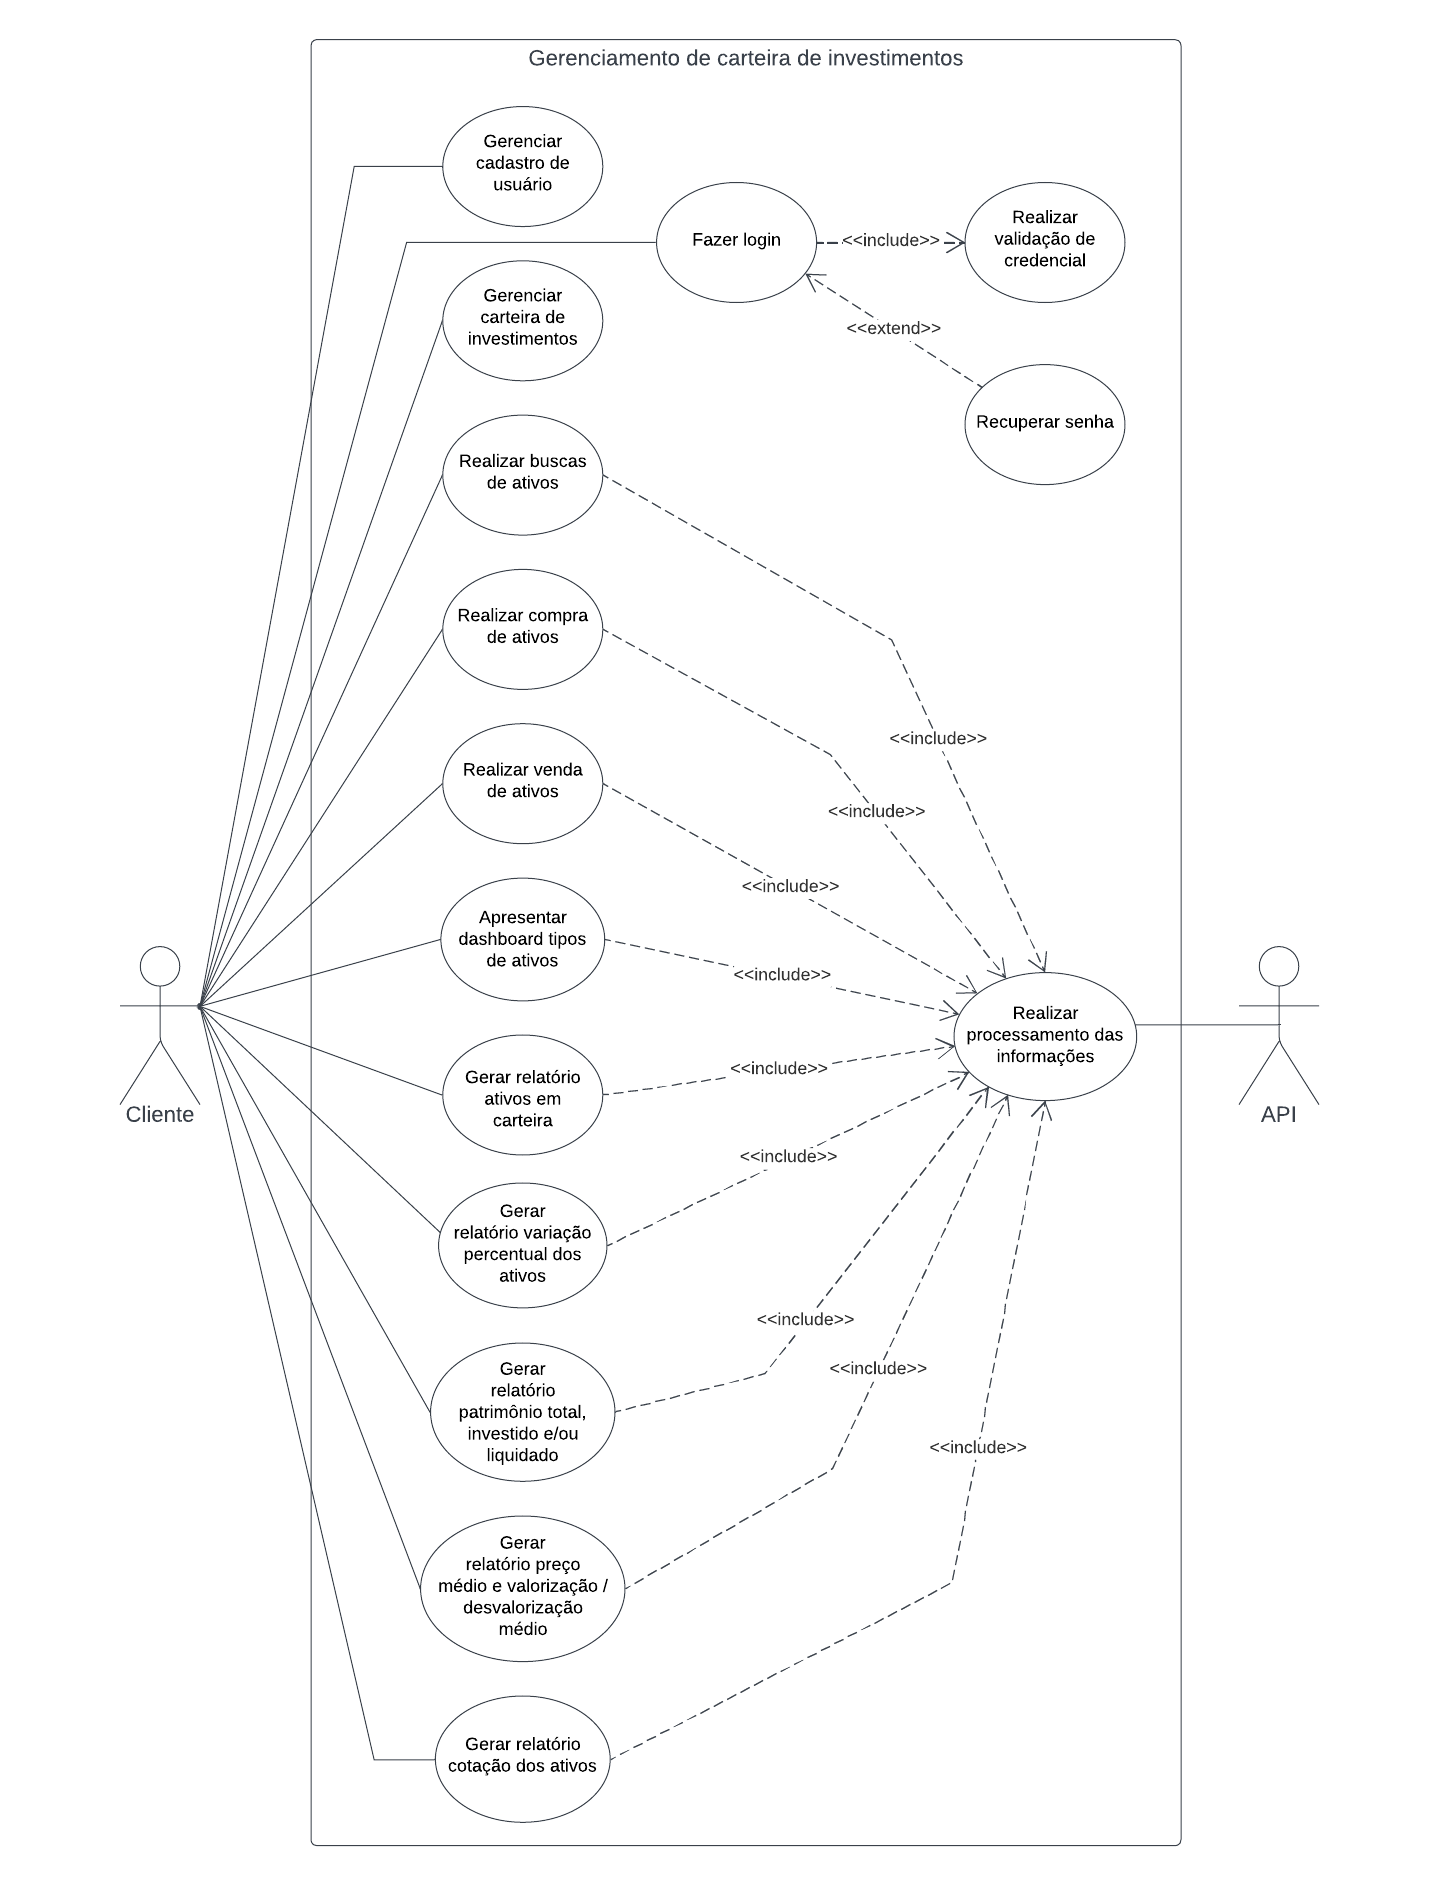 Gerenciamento de carteira de investimentos
Gerenciar
cadastro de
usuário
Fazer login
<<include>>
Realizar
validação de
credencial
Gerenciar
carteira de
investimentos
<<extend>>
Recuperar senha
Realizar buscas
de ativos
Realizar compra
de ativos
<<include>>
Realizar venda
de ativos
<<include>>
<<include>>
Apresentar
dashboard tipos
de ativos
<<include>>
Realizar
processamento das
informações
Cliente
API
Gerar relatório
ativos em
carteira
<<include>>
<<include>>
Gerar
relatório variação
percentual dos
ativos
<<include>>
Gerar
relatório
patrimônio total,
investido e/ou
liquidado
<<include>>
<<include>>
Gerar
relatório preço
médio e valorização /
desvalorização
médio
Gerar relatório
cotação dos ativos